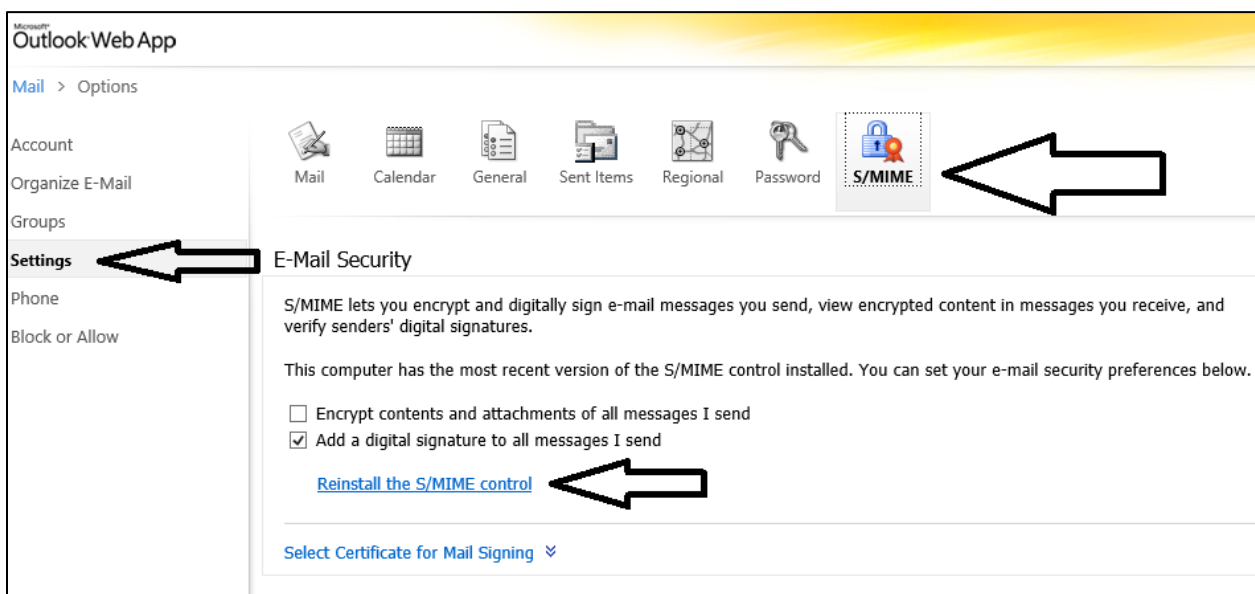 Microsoft®
Outlook Web App
Mail > Options
Account
Organize E-Mail
Groups
Settings
Phone
Block or Allow
Mail Calendar General Sent Items Regional Password S/MIME
E-Mail Security
S/MIME lets you encrypt and digitally sign e-mail messages you send, view encrypted content in messages you receive, and
verify senders' digital signatures.
This computer has the most recent version of the S/MIME control installed. You can set your e-mail security preferences below.
Encrypt contents and attachments of all messages I send
Add a digital signature to all messages I send
Reinstall the S/MIME control
Select Certificate for Mail Signing